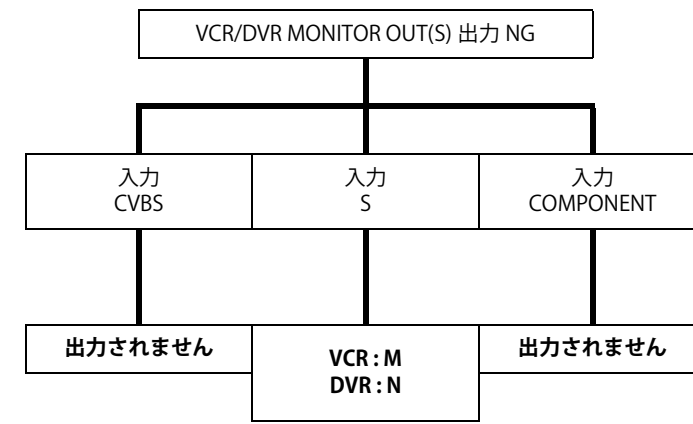 VCR/DVR MONITOR OUT(S) 出力 NG
入力
CVBS
入力
S
入力
COMPONENT
出力されません
VCR : M
DVR : N
出力されません